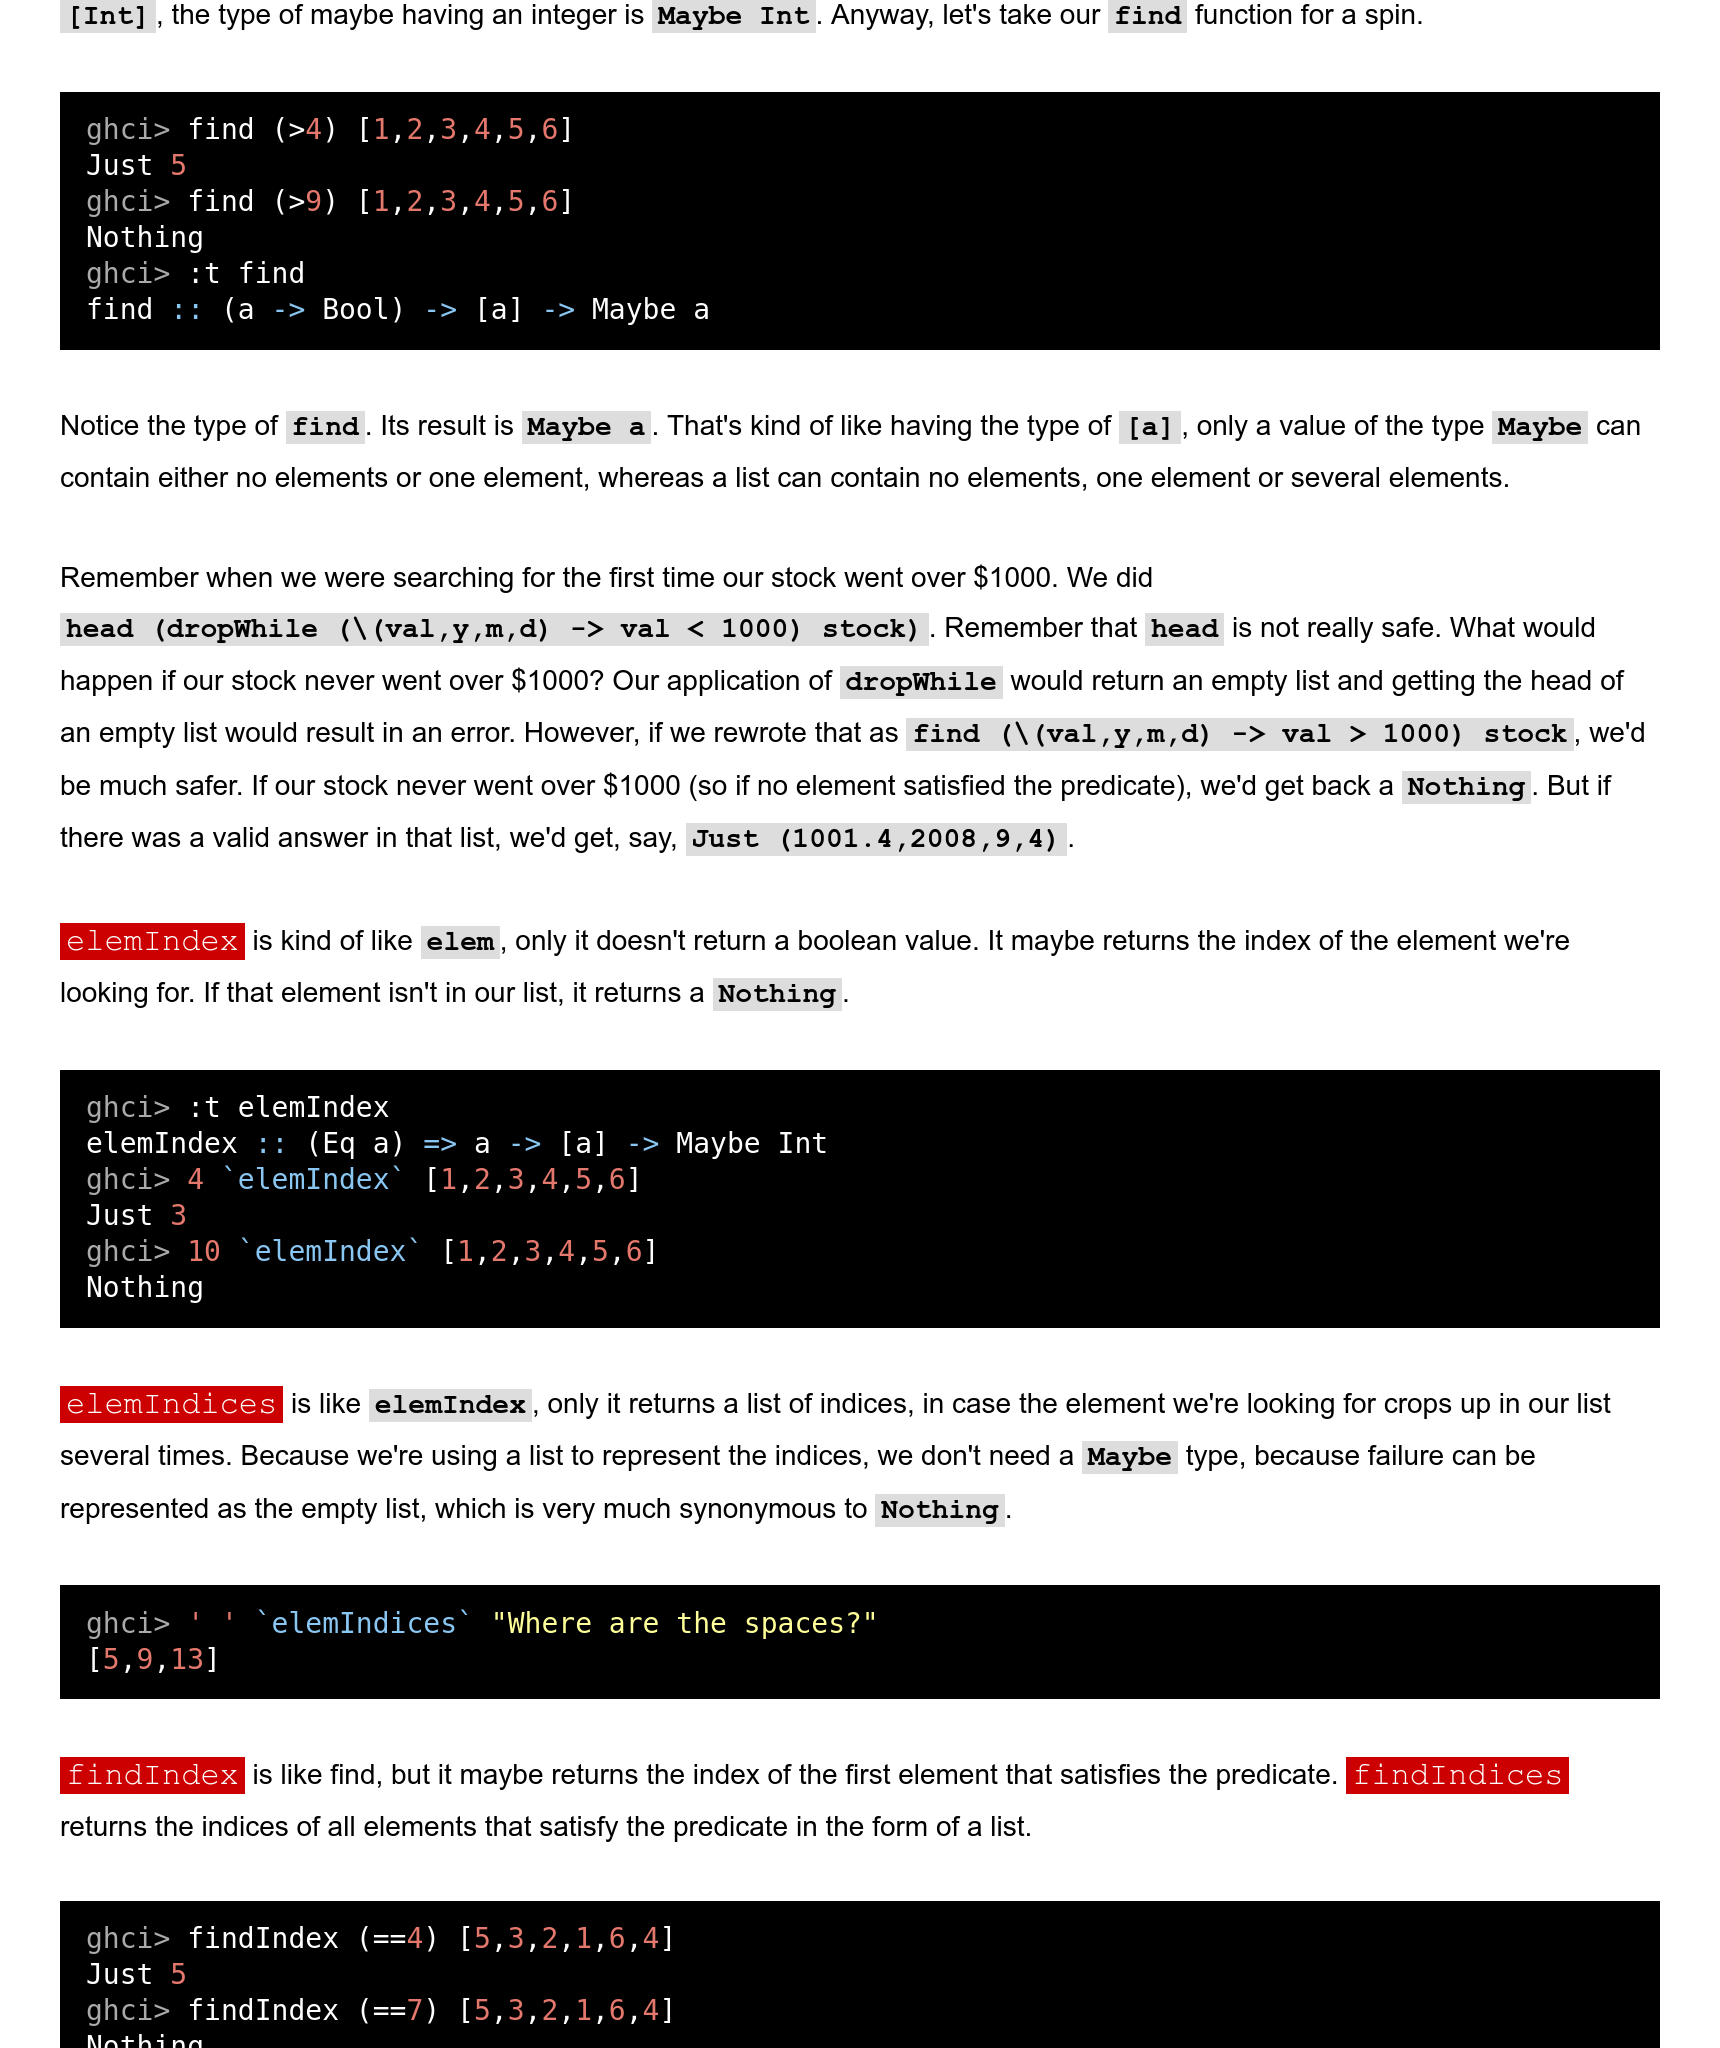 [Int], the type of maybe having an integer is Maybe Int. Anyway, let's take our find function for a spin.
ghci> find (>4) [1,2,3,4,5,6]
Just 5
ghci> find (>9) [1,2,3,4,5,6]
Nothing
ghci> :t find
find :: (a -> Bool) -> [a] -> Maybe a
Notice the type of find. Its result is Maybe a. That's kind of like having the type of [a], only a value of the type Maybe can
contain either no elements or one element, whereas a list can contain no elements, one element or several elements.
Remember when we were searching for the first time our stock went over $1000. We did
head (dropWhile (\(val,y,m,d) -> val < 1000) stock). Remember that head is not really safe. What would
happen if our stock never went over $1000? Our application of dropWhile would return an empty list and getting the head of
an empty list would result in an error. However, if we rewrote that as find (\(val,y,m,d) -> val > 1000) stock, we'd
be much safer. If our stock never went over $1000 (so if no element satisfied the predicate), we'd get back a Nothing. But if
there was a valid answer in that list, we'd get, say, Just (1001.4,2008,9,4).
elemIndex is kind of like elem, only it doesn't return a boolean value. It maybe returns the index of the element we're
looking for. If that element isn't in our list, it returns a Nothing.
ghci> :t elemIndex
elemIndex :: (Eq a) => a -> [a] -> Maybe Int
ghci> 4 `elemIndex` [1,2,3,4,5,6]
Just 3
ghci> 10 `elemIndex` [1,2,3,4,5,6]
Nothing
elemIndices is like elemIndex, only it returns a list of indices, in case the element we're looking for crops up in our list
several times. Because we're using a list to represent the indices, we don't need a Maybe type, because failure can be
represented as the empty list, which is very much synonymous to Nothing.
ghci> ' ' `elemIndices` "Where are the spaces?"
[5,9,13]
findIndex is like find, but it maybe returns the index of the first element that satisfies the predicate. findIndices
returns the indices of all elements that satisfy the predicate in the form of a list.
ghci> findIndex (==4) [5,3,2,1,6,4]
Just 5
ghci> findIndex (==7) [5,3,2,1,6,4]
Nothing